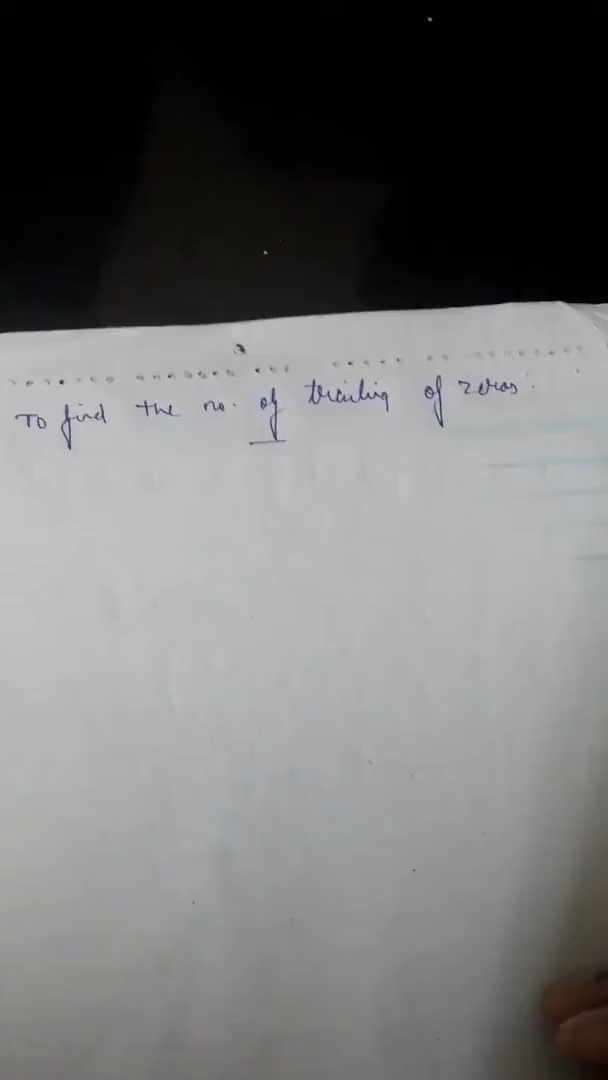 To find the no. of trailing of zeros.